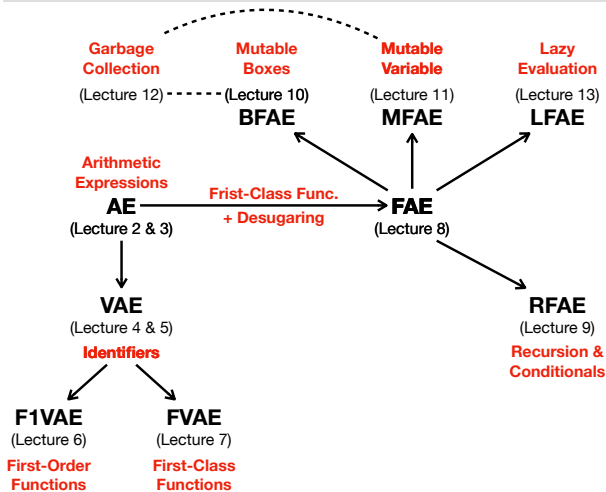 Garbage
Collection
(Lecture 12)
Mutable
Boxes
(Lecture 10)
BFAE
Mutable
Variable
(Lecture 11)
MFAE
Lazy
Evaluation
(Lecture 13)
LFAE
Arithmetic
Expressions
AE
(Lecture 2 & 3)
Frist-Class Func.
+ Desugaring
FAE
(Lecture 8)
VAE
(Lecture 4 & 5)
Identifiers
RFAE
(Lecture 9)
Recursion &
Conditionals
F1VAE
(Lecture 6)
First-Order
Functions
FVAE
(Lecture 7)
First-Class
Functions